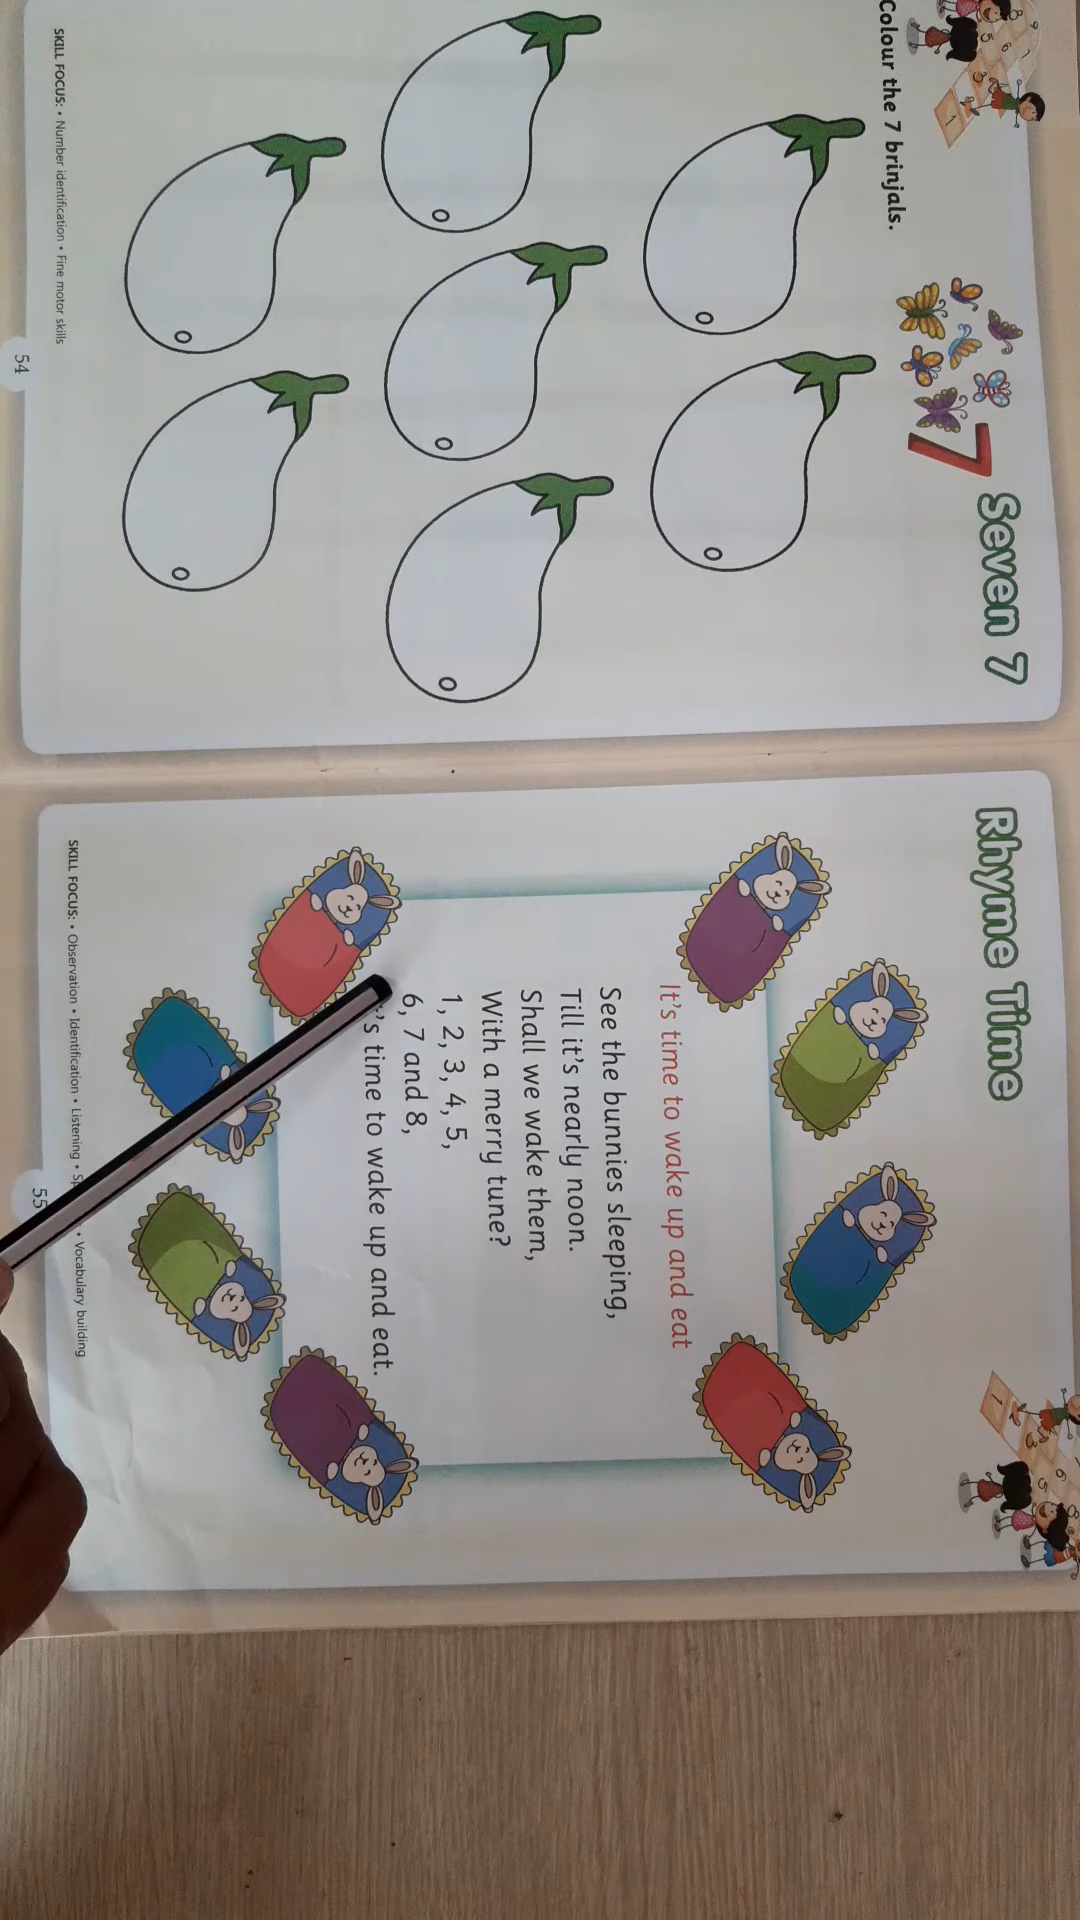 Seven 7
7
Colour the 7 brinjals.
SKILL FOCUS: • Number identification • Fine motor skills
54
Rhyme Time
It's time to wake up and eat
See the bunnies sleeping,
Till it's nearly noon.
Shall we wake them,
With a merry tune?
1, 2, 3, 4, 5,
6, 7 and 8,
's time to wake up and eat.
SKILL FOCUS: • Observation • Identification • Listening • • Vocabulary building
55